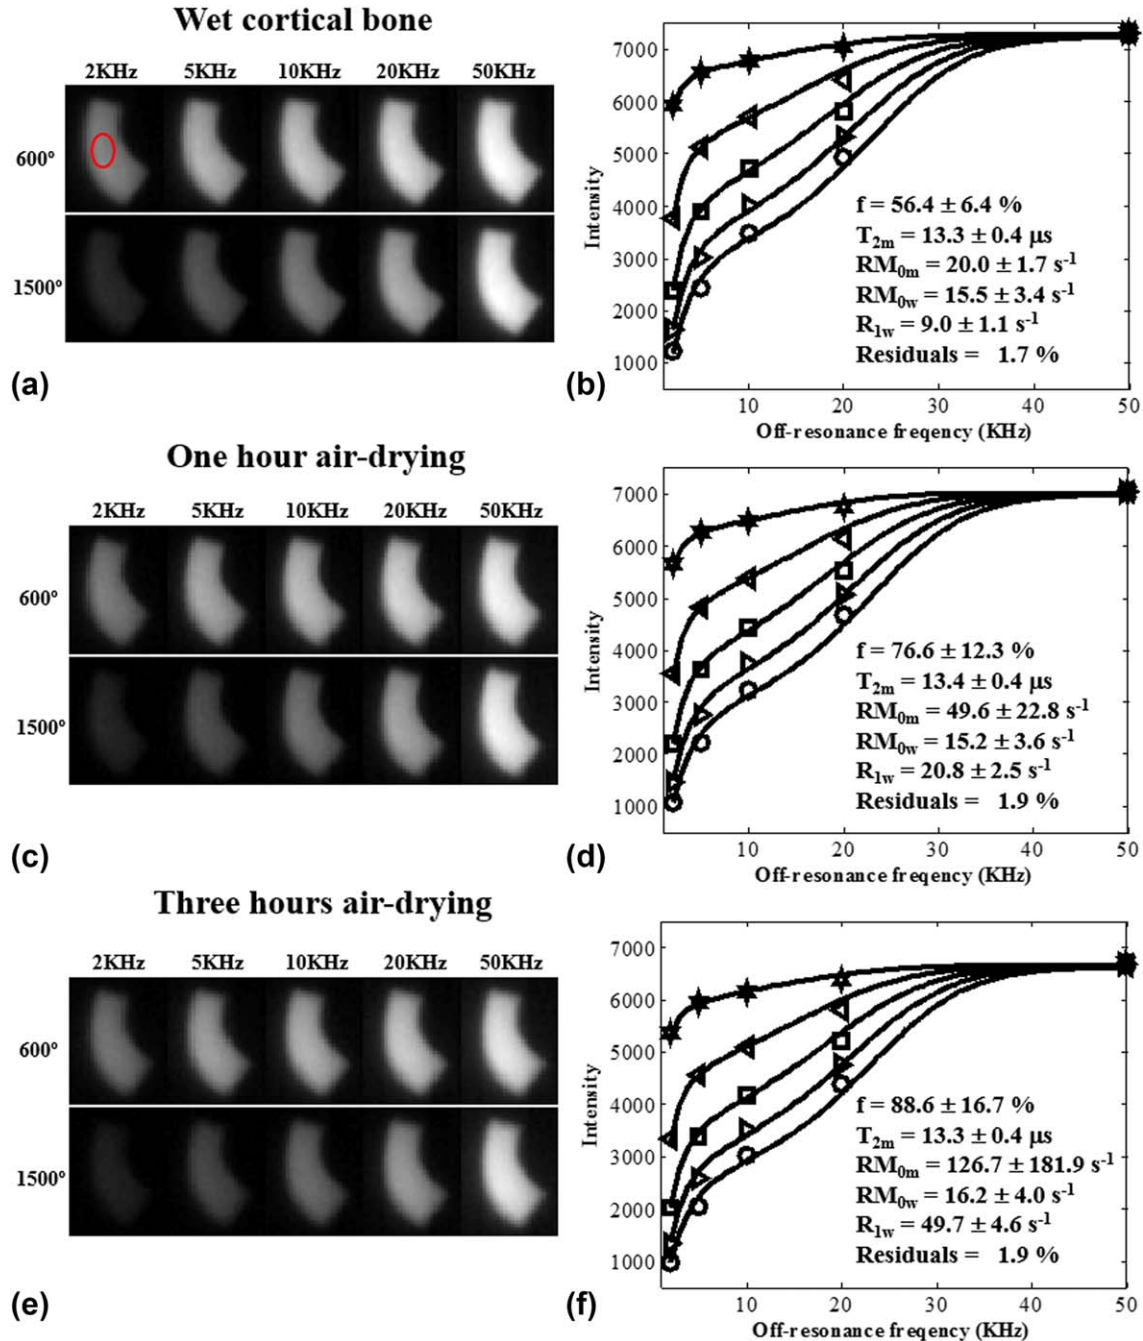 Wet cortical bone
2KHz 5KHz 10KHz 20KHz 50KHz
600º
1500º
(a)
7000
6000
5000
4000
3000
2000
1000
Intensity
f = 56.4 ± 6.4 %
T2m = 13.3 ± 0.4 μs
RM0m = 20.0 ± 1.7 s-1
RM0w = 15.5 ± 3.4 s-1
R1w = 9.0 ± 1.1 s-1
Residuals = 1.7 %
10 20 30 40 50
Off-resonance freqency (KHz)
(b)
One hour air-drying
2KHz 5KHz 10KHz 20KHz 50KHz
600º
1500º
(c)
7000
6000
5000
4000
3000
2000
1000
Intensity
f = 76.6 ± 12.3 %
T2m = 13.4 ± 0.4 μs
RM0m = 49.6 ± 22.8 s-1
RM0w = 15.2 ± 3.6 s-1
R1w = 20.8 ± 2.5 s-1
Residuals = 1.9 %
10 20 30 40 50
Off-resonance freqency (KHz)
(d)
Three hours air-drying
2KHz 5KHz 10KHz 20KHz 50KHz
600º
1500º
(e)
7000
6000
5000
4000
3000
2000
1000
Intensity
f = 88.6 ± 16.7 %
T2m = 13.3 ± 0.4 μs
RM0m = 126.7 ± 181.9 s-1
RM0w = 16.2 ± 4.0 s-1
R1w = 49.7 ± 4.6 s-1
Residuals = 1.9 %
10 20 30 40 50
Off-resonance freqency (KHz)
(f)